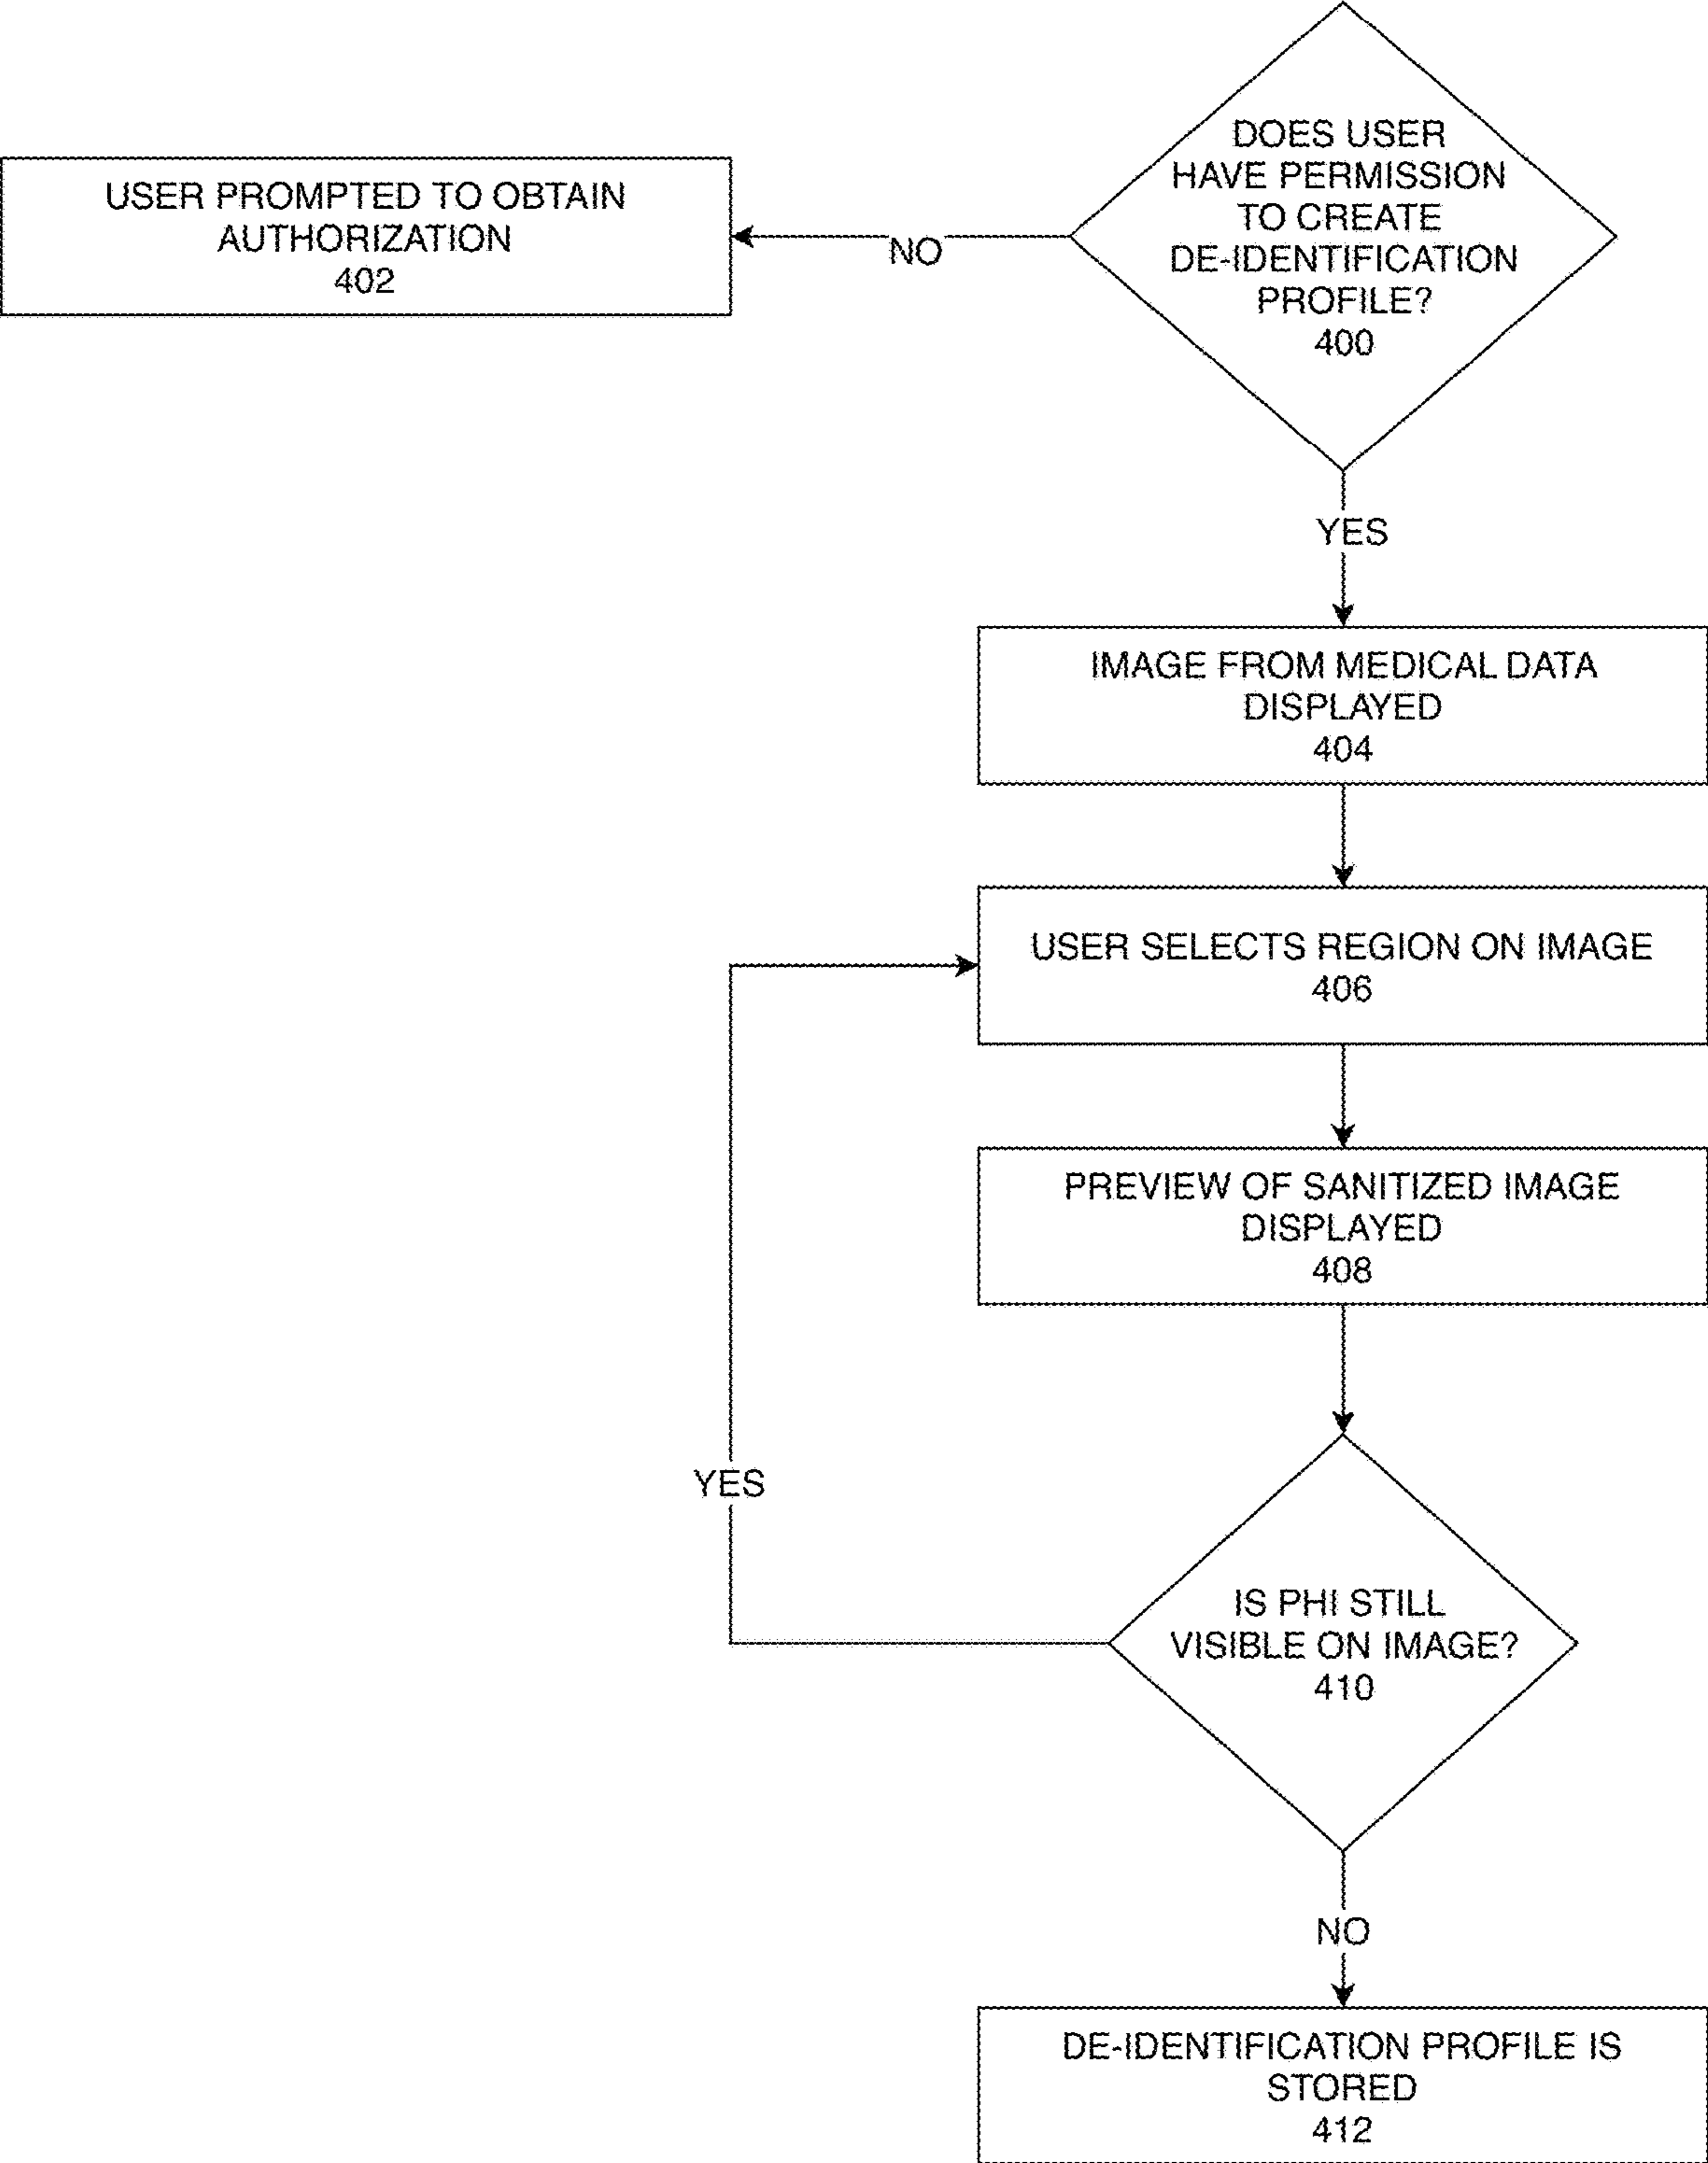 DOES USER
HAVE PERMISSION
TO CREATE
DE-IDENTIFICATION
PROFILE?
400
USER PROMPTED TO OBTAIN
AUTHORIZATION
402
NO
YES
IMAGE FROM MEDICAL DATA
DISPLAYED
404
USER SELECTS REGION ON IMAGE
406
PREVIEW OF SANITIZED IMAGE
DISPLAYED
408
YES
IS PHI STILL
VISIBLE ON IMAGE?
410
NO
DE-IDENTIFICATION PROFILE IS
STORED
412